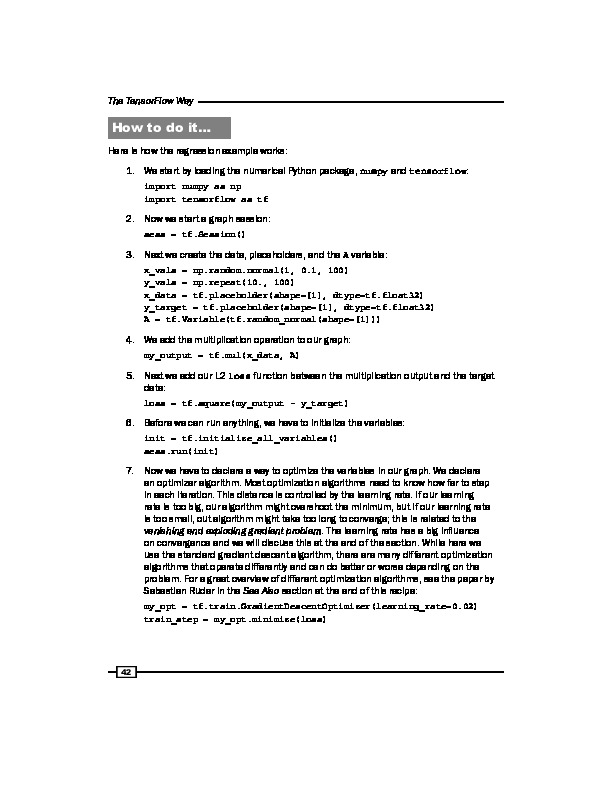 The TensorFlow Way
How to do it...
Here is how the regression example works:
1. We start by loading the numerical Python package, numpy and tensorflow:
import numpy as np
import tensorflow as tf
2. Now we start a graph session:
sess = tf.Session()
3. Next we create the data, placeholders, and the A variable:
x_vals = np.random.normal(1, 0.1, 100)
y_vals = np.repeat(10., 100)
x_data = tf.placeholder(shape=[1], dtype=tf.float32)
y_target = tf.placeholder(shape=[1], dtype=tf.float32)
A = tf.Variable(tf.random_normal(shape=[1]))
4. We add the multiplication operation to our graph:
my_output = tf.mul(x_data, A)
5. Next we add our L2 loss function between the multiplication output and the target
data:
loss = tf.square(my_output - y_target)
6. Before we can run anything, we have to initialize the variables:
init = tf.initialize_all_variables()
sess.run(init)
7. Now we have to declare a way to optimize the variables in our graph. We declare
an optimizer algorithm. Most optimization algorithms need to know how far to step
in each iteration. This distance is controlled by the learning rate. If our learning
rate is too big, our algorithm might overshoot the minimum, but if our learning rate
is too small, out algorithm might take too long to converge; this is related to the
vanishing and exploding gradient problem. The learning rate has a big influence
on convergence and we will discuss this at the end of the section. While here we
use the standard gradient descent algorithm, there are many different optimization
algorithms that operate differently and can do better or worse depending on the
problem. For a great overview of different optimization algorithms, see the paper by
Sebastian Ruder in the See Also section at the end of this recipe:
my_opt = tf.train.GradientDescentOptimizer(learning_rate=0.02)
train_step = my_opt.minimize(loss)
42